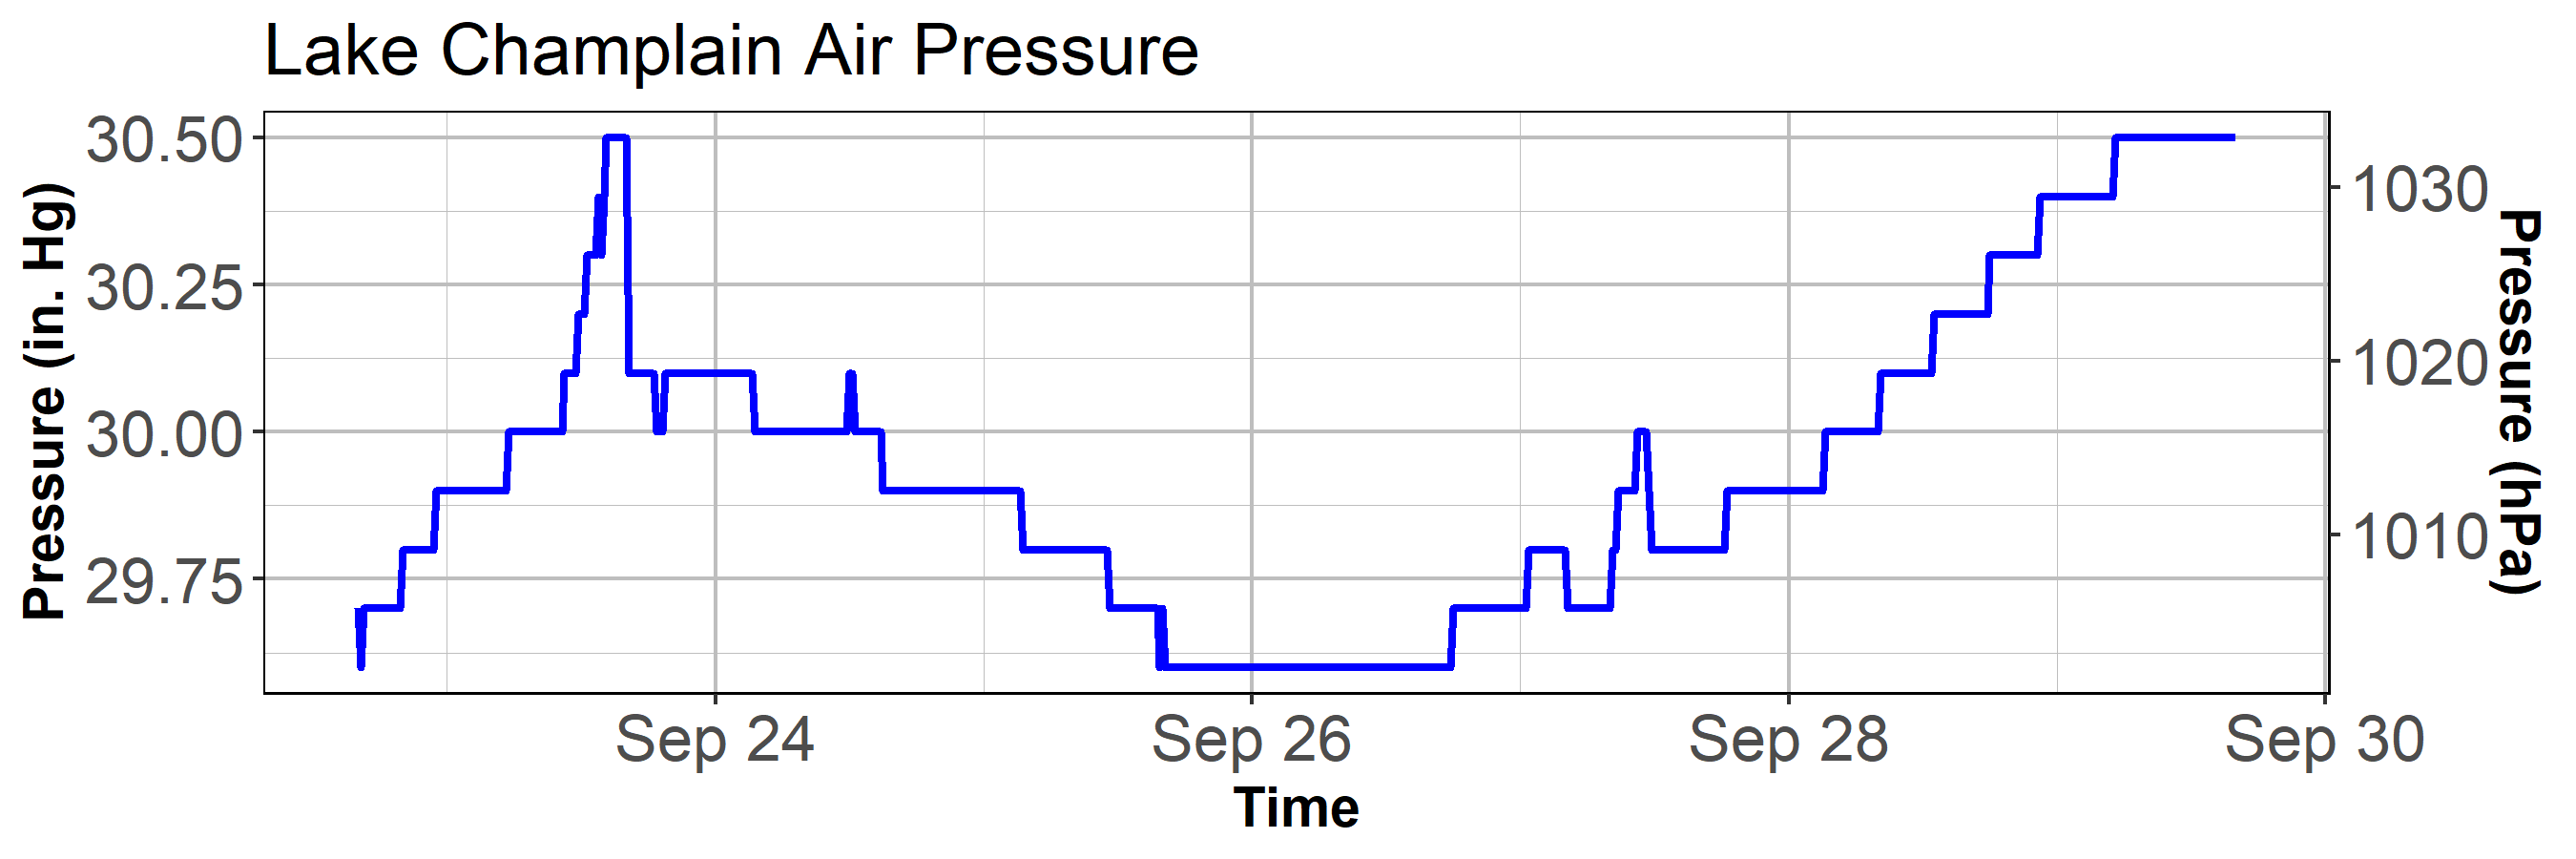 Lake Champlain Air Pressure
Pressure (in. Hg)
30.50
30.25
30.00
29.75
1030
1020
1010
Pressure (hPa)
Sep 24 Sep 26 Sep 28 Sep 30
Time